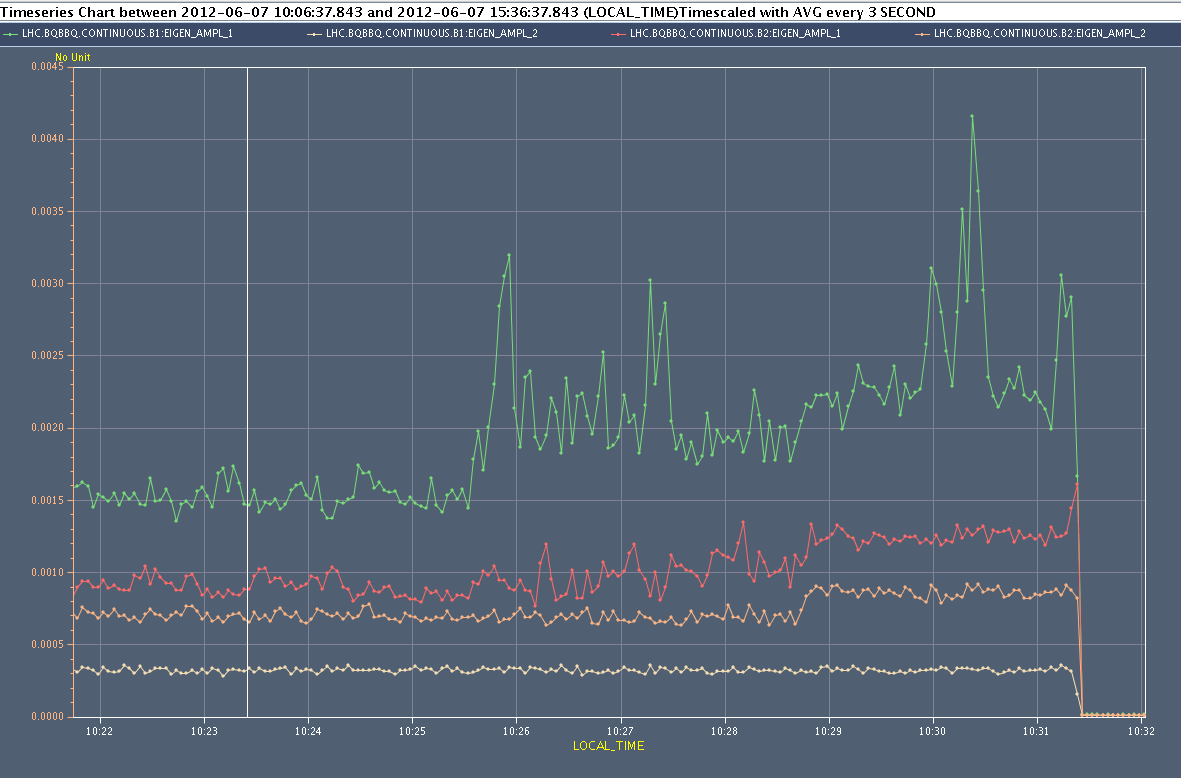 Timeseries Chart between 2012-06-07 10:06:37.843 and 2012-06-07 15:36:37.843 (LOCAL_TIME)Timescaled with AVG every 3 SECOND
LHC.BQBBQ.CONTINUOUS.B1:EIGEN_AMPL_1 LHC.BQBBQ.CONTINUOUS.B1:EIGEN_AMPL_2 LHC.BQBBQ.CONTINUOUS.B2:EIGEN_AMPL_1 LHC.BQBBQ.CONTINUOUS.B2:EIGEN_AMPL_2
No Unit
0.0045
0.0040
0.0035
0.0030
0.0025
0.0020
0.0015
0.0010
0.0005
0.0000
10:22 10:23 10:24 10:25 10:26 10:27 10:28 10:29 10:30 10:31 10:32
LOCAL_TIME